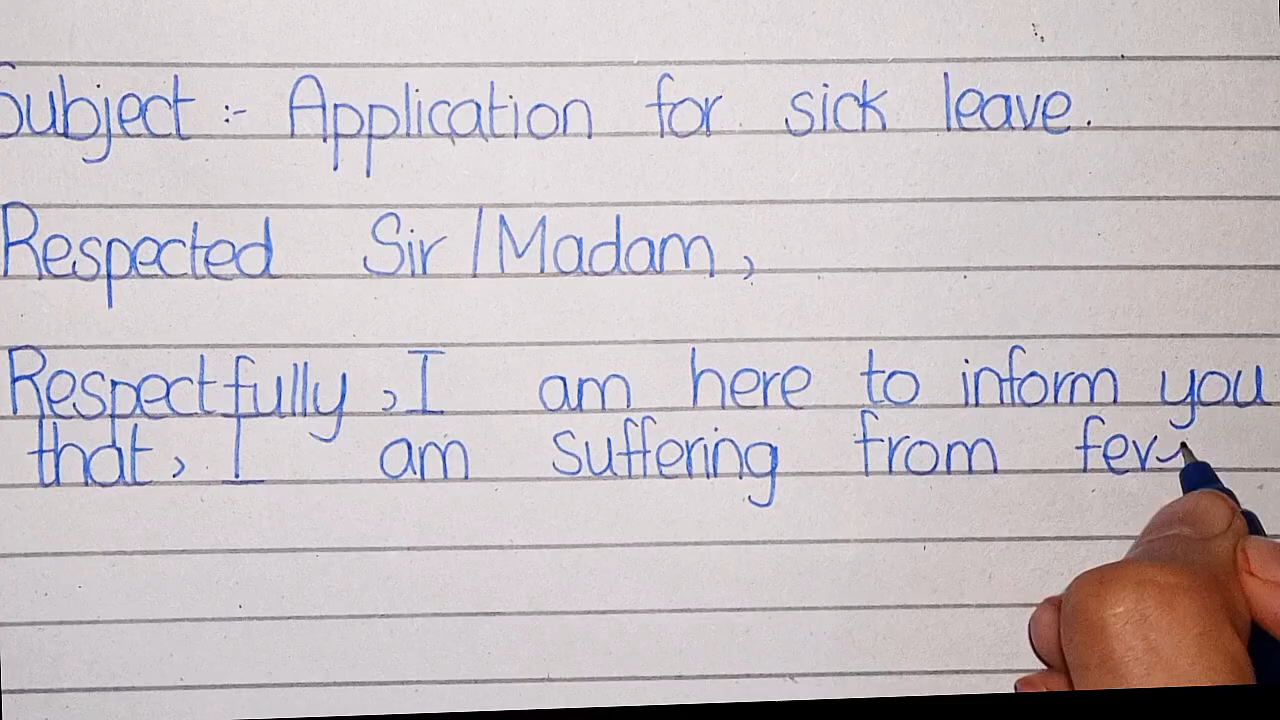 Subject :- Application for sick leave.
Respected Sir/Madam,
Respectfully, I am here to inform you
that, I am suffering from